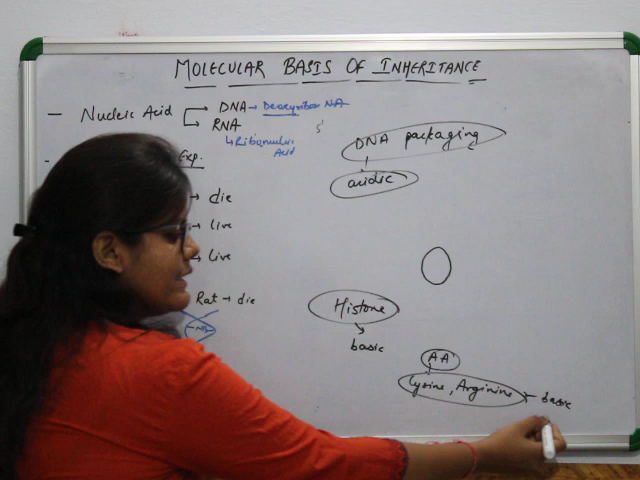 MOLECULAR BASIS OF INHERITANCE
- Nucleic Acid → DNA → Deoxyribo NA
→ RNA
↳ Ribonucleic Acid
5'
DNA packaging
acidic
Exp.
→ die
→ live
→ live
Rat → die
Histone
basic
AA
lysine, Arginine ← basic